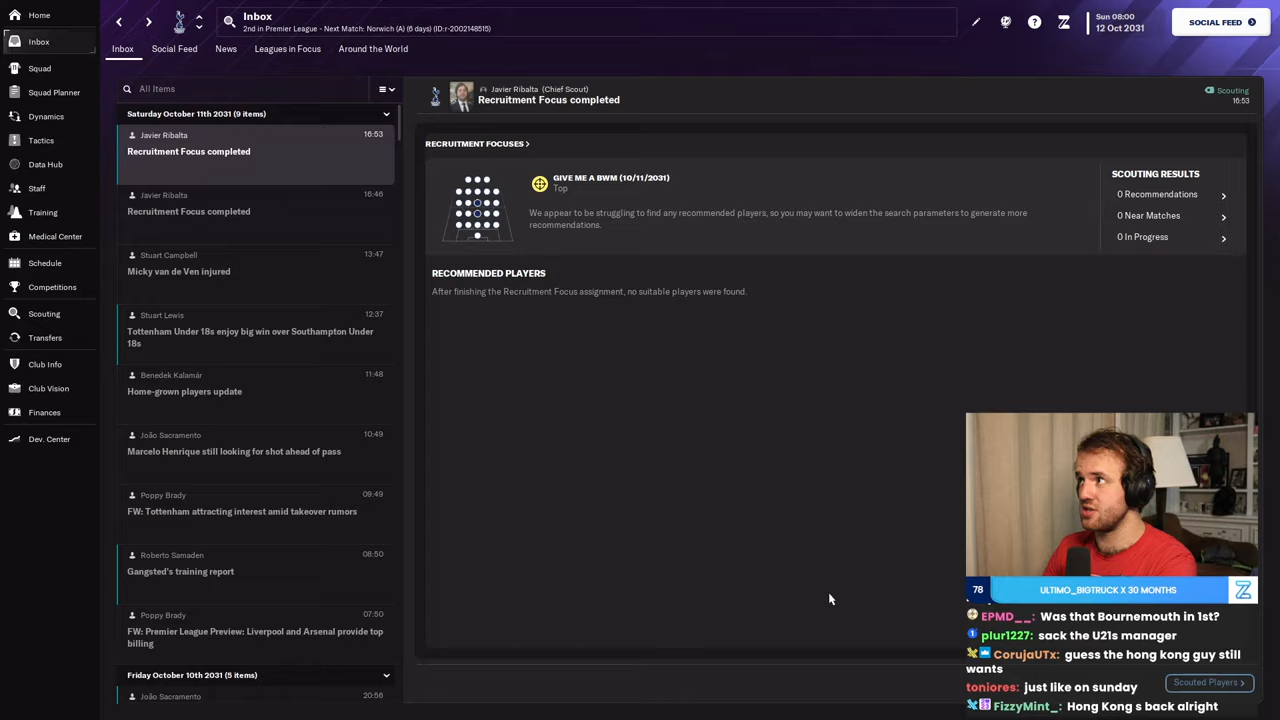 Home
Inbox
Squad
Squad Planner
Dynamics
Tactics
Data Hub
Staff
Training
Medical Center
Schedule
Competitions
Scouting
Transfers
Club Info
Club Vision
Finances
Dev. Center
Inbox
2nd in Premier League - Next Match: Norwich (A) (6 days) (ID:r-2002148515)
Sun 08:00
12 Oct 2031
SOCIAL FEED
Inbox
Social Feed
News
Leagues in Focus
Around the World
All Items
Saturday October 11th 2031 (9 items)
Javier Ribalta 16:53
Recruitment Focus completed
Javier Ribalta 16:46
Recruitment Focus completed
Stuart Campbell 13:47
Micky van de Ven injured
Stuart Lewis 12:37
Tottenham Under 18s enjoy big win over Southampton Under
18s
Benedek Kalamár 11:48
Home-grown players update
João Sacramento 10:49
Marcelo Henrique still looking for shot ahead of pass
Poppy Brady 09:49
FW: Tottenham attracting interest amid takeover rumors
Roberto Samaden 08:50
Gangsted's training report
Poppy Brady 07:50
FW: Premier League Preview: Liverpool and Arsenal provide top
billing
Friday October 10th 2031 (5 items)
João Sacramento 20:56
Javier Ribalta (Chief Scout)
Recruitment Focus completed
Scouting
16:53
RECRUITMENT FOCUSES >
GIVE ME A BWM (10/11/2031)
Top
We appear to be struggling to find any recommended players, so you may want to widen the search parameters to generate more
recommendations.
SCOUTING RESULTS
0 Recommendations
0 Near Matches
0 In Progress
RECOMMENDED PLAYERS
After finishing the Recruitment Focus assignment, no suitable players were found.
78 ULTIMO_BIGTRUCK X 30 MONTHS
EPMD__: Was that Bournemouth in 1st?
plur1227: sack the U21s manager
CorujaUTx: guess the hong kong guy still
wants
toniores: just like on sunday
FizzyMint_: Hong Kong s back alright
Scouted Players >